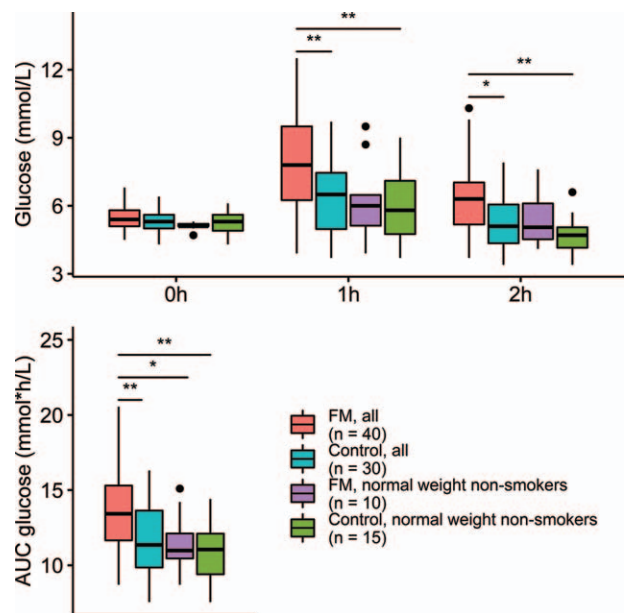 Glucose (mmol/L)
12
9
6
3
**
**
**
*
0h
1h
2h
AUC glucose (mmol*h/L)
25
20
15
10
**
*
**
FM, all
(n = 40)
Control, all
(n = 30)
FM, normal weight non-smokers
(n = 10)
Control, normal weight non-smokers
(n = 15)